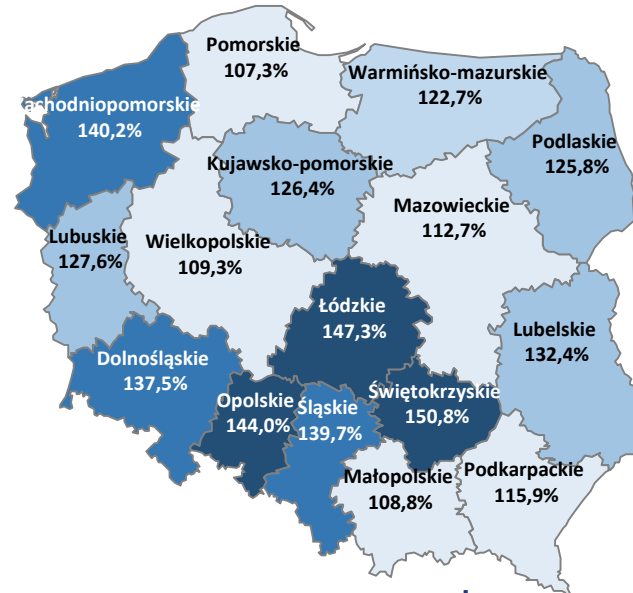 Pomorskie
107,3%
Warmińsko-mazurskie
122,7%
achodniopomorskie
140,2%
Podlaskie
125,8%
Kujawsko-pomorskie
126,4%
Mazowieckie
112,7%
Lubuskie
127,6%
Wielkopolskie
109,3%
Łódzkie
147,3%
Lubelskie
132,4%
Dolnośląskie
137,5%
Opolskie
144,0%
Śląskie
139,7%
Świętokrzyskie
150,8%
Małopolskie
108,8%
Podkarpackie
115,9%